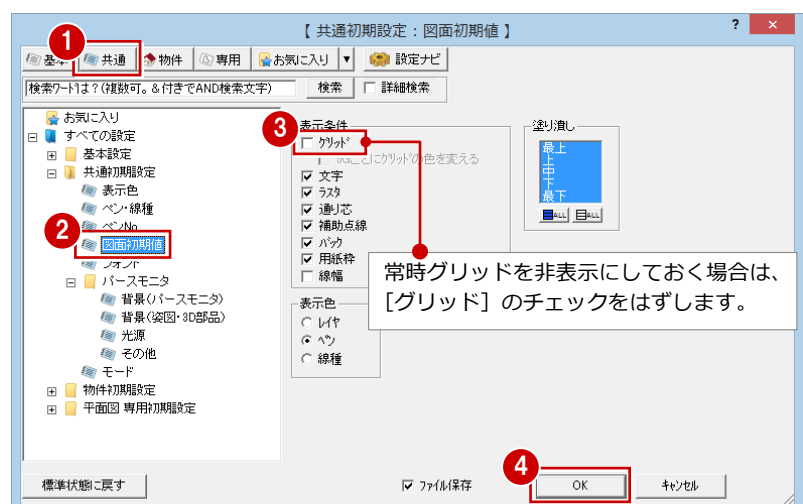 【 共通初期設定：図面初期値 】
?
×
1
基本
共通
物件
専用
お気に入り
▼
設定ナビ
検索ワードは？(複数可。&付きでAND検索文字)
検索
詳細検索
お気に入り
すべての設定
基本設定
共通初期設定
表示色
ペン・線種
ペンNo
2
図面初期値
フォント
パースモニタ
背景(パースモニタ)
背景(姿図・3D部品)
光源
その他
モード
物件初期設定
平面図 専用初期設定
3
表示条件
グリッド
とにグリッドの色を変える
文字
ラスタ
通り芯
補助点線
パック
用紙枠
線幅
表示色
レイヤ
ペン
線種
塗り潰し
最上
上
中
下
最下
ALL
ALL
常時グリッドを非表示にしておく場合は、
［グリッド］のチェックをはずします。
標準状態に戻す
ファイル保存
4
OK
キャンセル